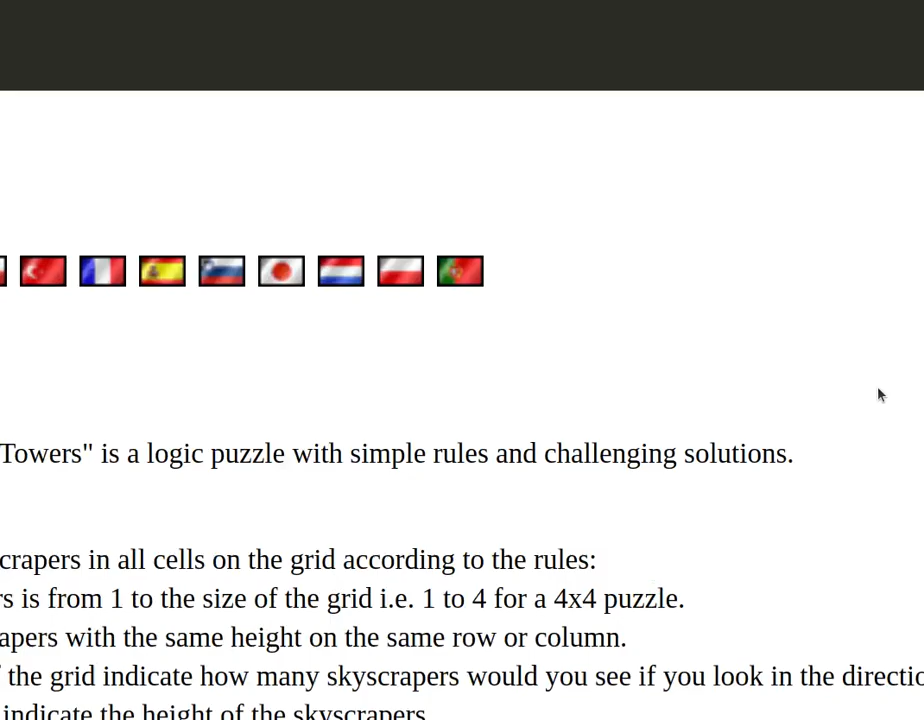 Towers" is a logic puzzle with simple rules and challenging solutions.
crapers in all cells on the grid according to the rules:
rs is from 1 to the size of the grid i.e. 1 to 4 for a 4x4 puzzle.
apers with the same height on the same row or column.
the grid indicate how many skyscrapers would you see if you look in the directio
indicate the height of the skyscrapers